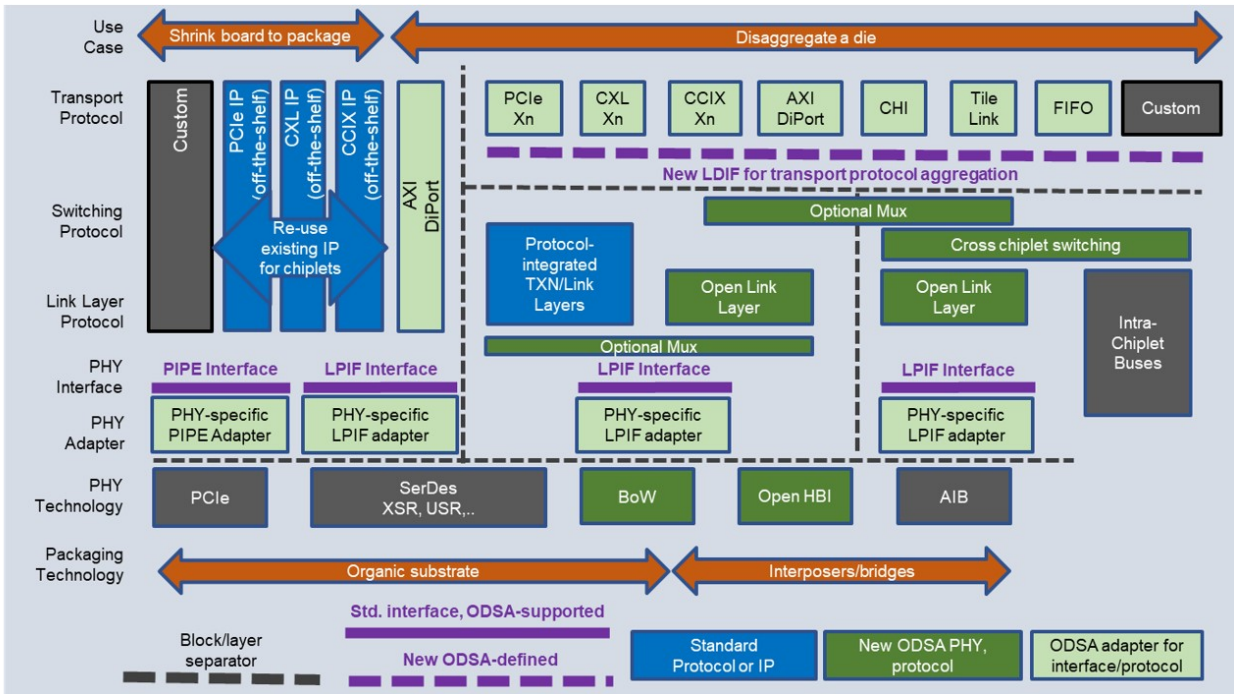 Use
Case
Shrink board to package
Disaggregate a die
Transport
Protocol
Custom
PCIe IP
(off-the-shelf)
CXL IP
(off-the-shelf)
CCIX IP
(off-the-shelf)
AXI
DiPort
PCIe
Xn
CXL
Xn
CCIX
Xn
AXI
DiPort
CHI
Tile
Link
FIFO
Custom
New LDIF for transport protocol aggregation
Switching
Protocol
Re-use
existing IP
for chiplets
Protocol-
integrated
TXN/Link
Layers
Optional Mux
Cross chiplet switching
Link Layer
Protocol
Open Link
Layer
Open Link
Layer
Intra-
Chiplet
Buses
Optional Mux
PHY
Interface
PIPE Interface
LPIF Interface
LPIF Interface
LPIF Interface
PHY
Adapter
PHY-specific
PIPE Adapter
PHY-specific
LPIF adapter
PHY-specific
LPIF adapter
PHY-specific
LPIF adapter
PHY
Technology
PCIe
SerDes
XSR, USR,..
BoW
Open HBI
AIB
Packaging
Technology
Organic substrate
Interposers/bridges
Block/layer
separator
Std. interface, ODSA-supported
New ODSA-defined
Standard
Protocol or IP
New ODSA PHY,
protocol
ODSA adapter for
interface/protocol